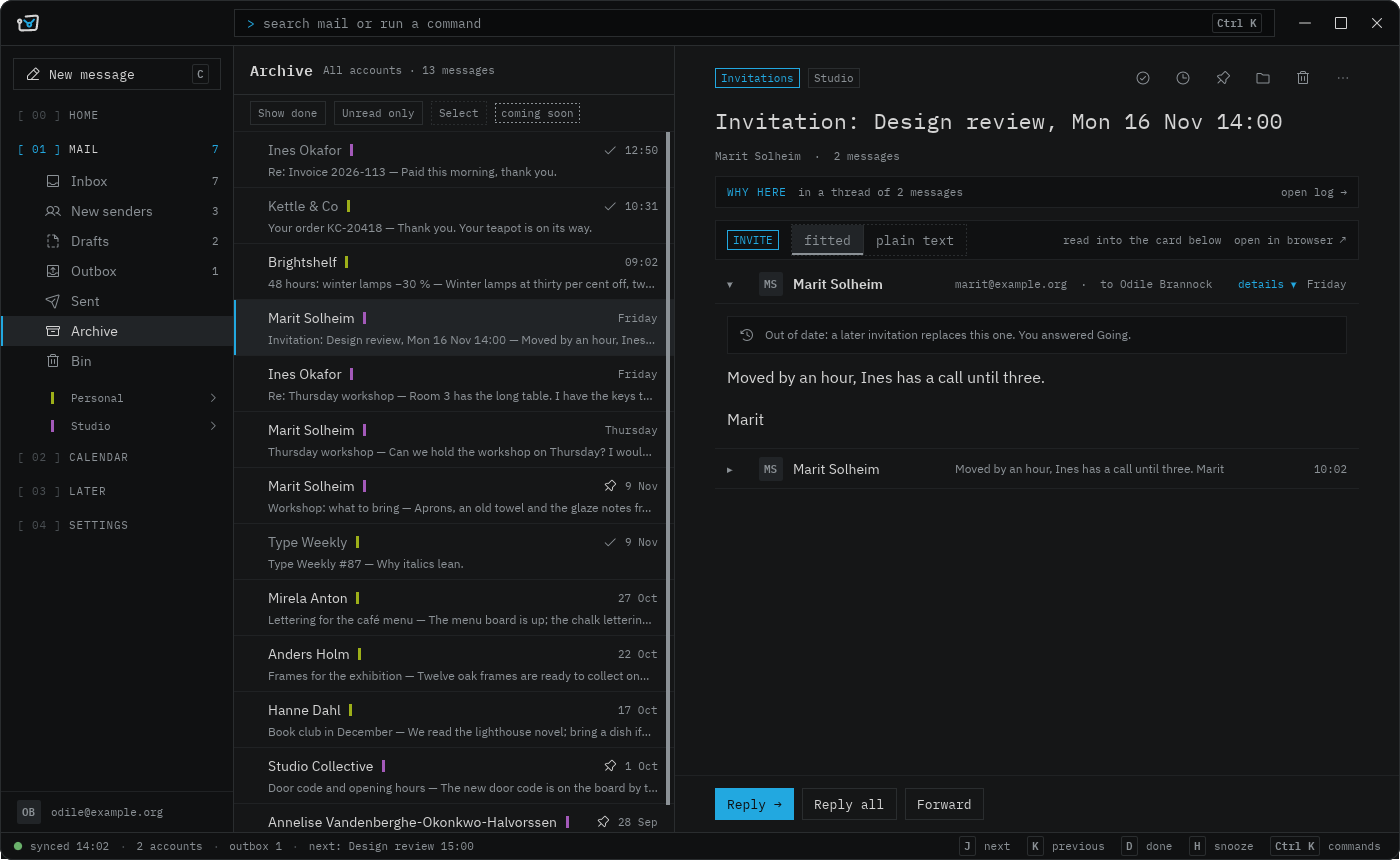 > search mail or run a command Ctrl K
New message C
[ 00 ] HOME
[ 01 ] MAIL 7
Inbox 7
New senders 3
Drafts 2
Outbox 1
Sent
Archive
Bin
Personal
Studio
[ 02 ] CALENDAR
[ 03 ] LATER
[ 04 ] SETTINGS
OB odile@example.org
Archive All accounts · 13 messages
Show done Unread only Select coming soon
Ines Okafor 12:50
Re: Invoice 2026-113 — Paid this morning, thank you.
Kettle & Co 10:31
Your order KC-20418 — Thank you. Your teapot is on its way.
Brightshelf 09:02
48 hours: winter lamps −30 % — Winter lamps at thirty per cent off, tw…
Marit Solheim Friday
Invitation: Design review, Mon 16 Nov 14:00 — Moved by an hour, Ines…
Ines Okafor Friday
Re: Thursday workshop — Room 3 has the long table. I have the keys t…
Marit Solheim Thursday
Thursday workshop — Can we hold the workshop on Thursday? I woul…
Marit Solheim 9 Nov
Workshop: what to bring — Aprons, an old towel and the glaze notes fr…
Type Weekly 9 Nov
Type Weekly #87 — Why italics lean.
Mirela Anton 27 Oct
Lettering for the café menu — The menu board is up; the chalk letterin…
Anders Holm 22 Oct
Frames for the exhibition — Twelve oak frames are ready to collect on…
Hanne Dahl 17 Oct
Book club in December — We read the lighthouse novel; bring a dish if…
Studio Collective 1 Oct
Door code and opening hours — The new door code is on the board by t…
Annelise Vandenberghe-Okonkwo-Halvorssen 28 Sep
Invitations Studio
Invitation: Design review, Mon 16 Nov 14:00
Marit Solheim · 2 messages
WHY HERE in a thread of 2 messages open log →
INVITE fitted plain text read into the card below open in browser ↗
▾ MS Marit Solheim marit@example.org · to Odile Brannock details ▾ Friday
Out of date: a later invitation replaces this one. You answered Going.
Moved by an hour, Ines has a call until three.
Marit
▸ MS Marit Solheim Moved by an hour, Ines has a call until three. Marit 10:02
Reply → Reply all Forward
synced 14:02 · 2 accounts · outbox 1 · next: Design review 15:00
J next K previous D done H snooze Ctrl K commands